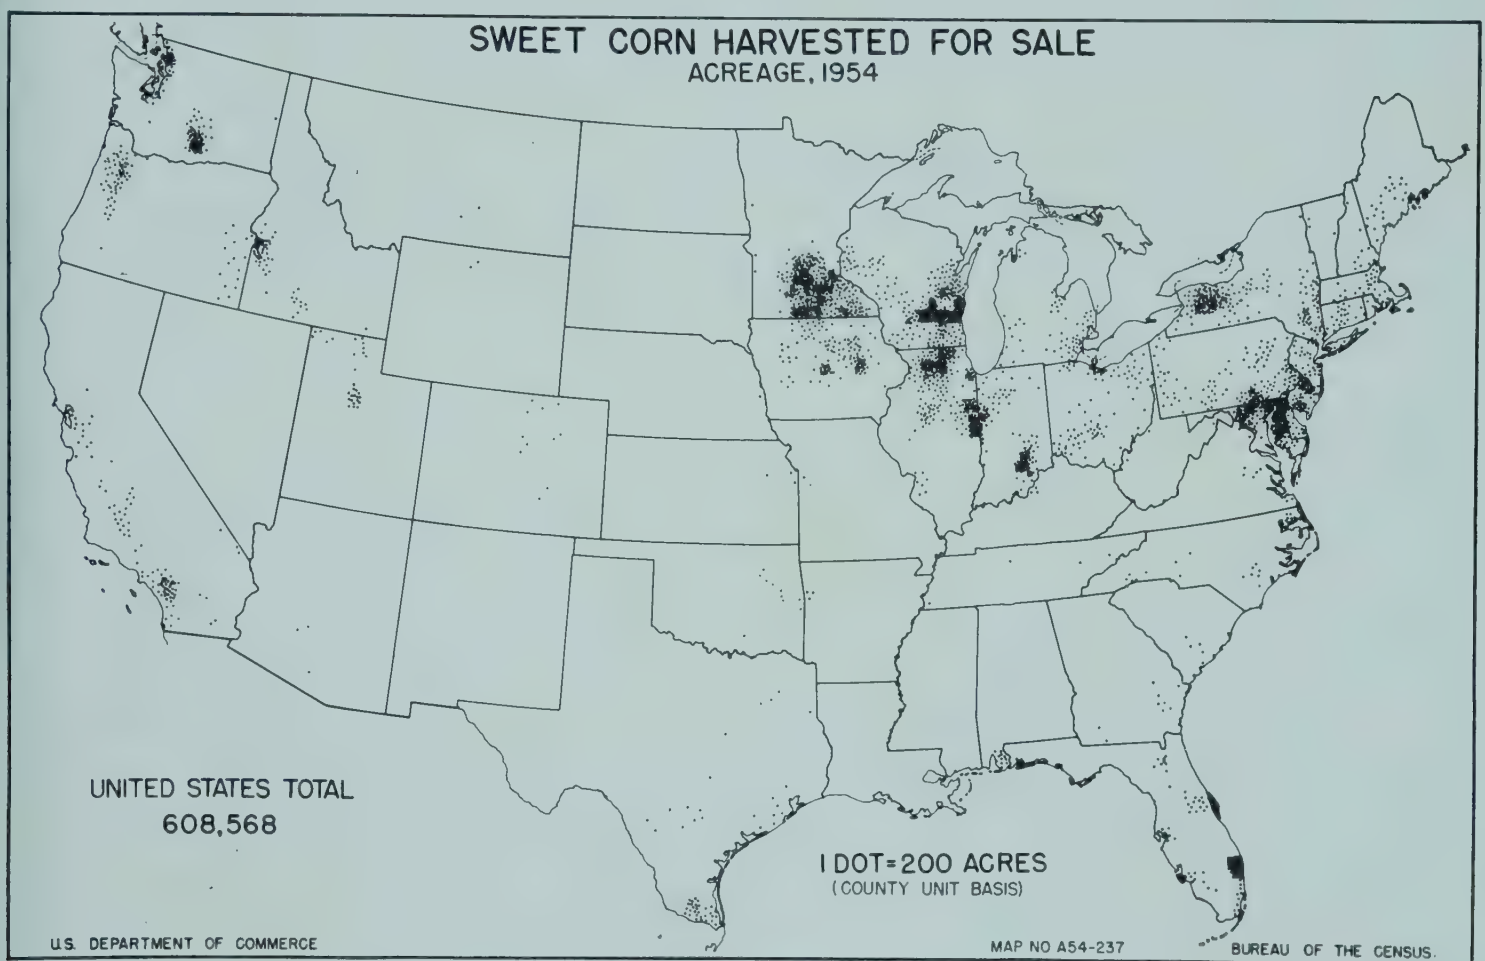 SWEET CORN HARVESTED FOR SALE
ACREAGE, 1954
UNITED STATES TOTAL
608,568
1 DOT=200 ACRES
(COUNTY UNIT BASIS)
U.S. DEPARTMENT OF COMMERCE
MAP NO A54-237
BUREAU OF THE CENSUS.